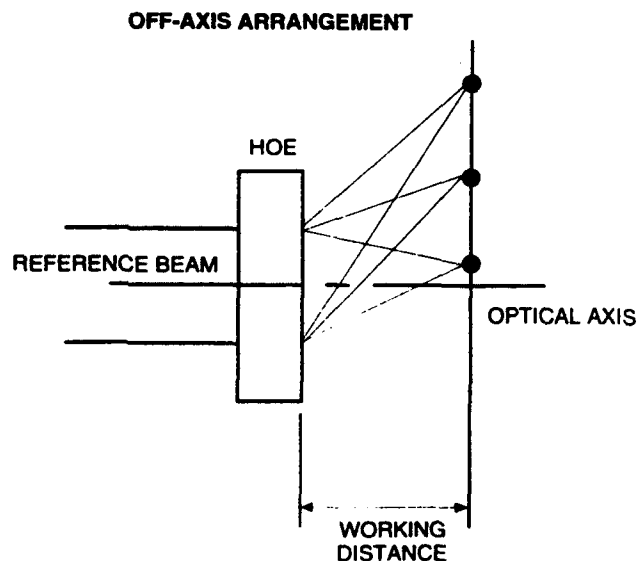 OFF-AXIS ARRANGEMENT
HOE
REFERENCE BEAM
OPTICAL AXIS
WORKING
DISTANCE